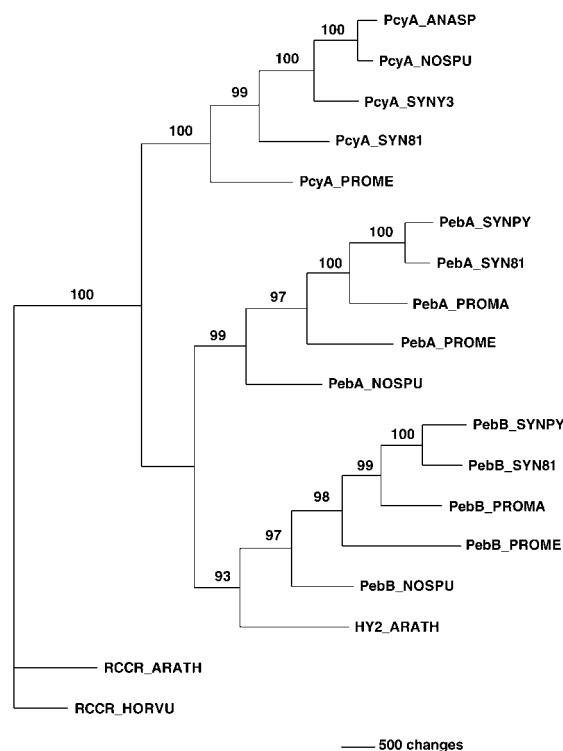 PcyA_ANASP
100
PcyA_NOSPU
100
99
PcyA_SYNY3
100
PcyA_SYN81
PcyA_PROME
PebA_SYNPY
100
100
PebA_SYN81
100
97
PebA_PROMA
99
PebA_PROME
PebA_NOSPU
PebB_SYNPY
100
PebB_SYN81
99
98
PebB_PROMA
97
PebB_PROME
93
PebB_NOSPU
HY2_ARATH
RCCR_ARATH
RCCR_HORVU
500 changes